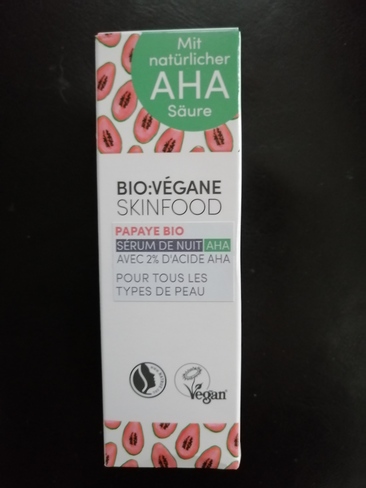 Mit
natürlicher
AHA
Säure
BIO:VÉGANE
SKINFOOD
PAPAYE BIO
SÉRUM DE NUIT AHA
AVEC 2% D'ACIDE AHA
POUR TOUS LES
TYPES DE PEAU
Vegan